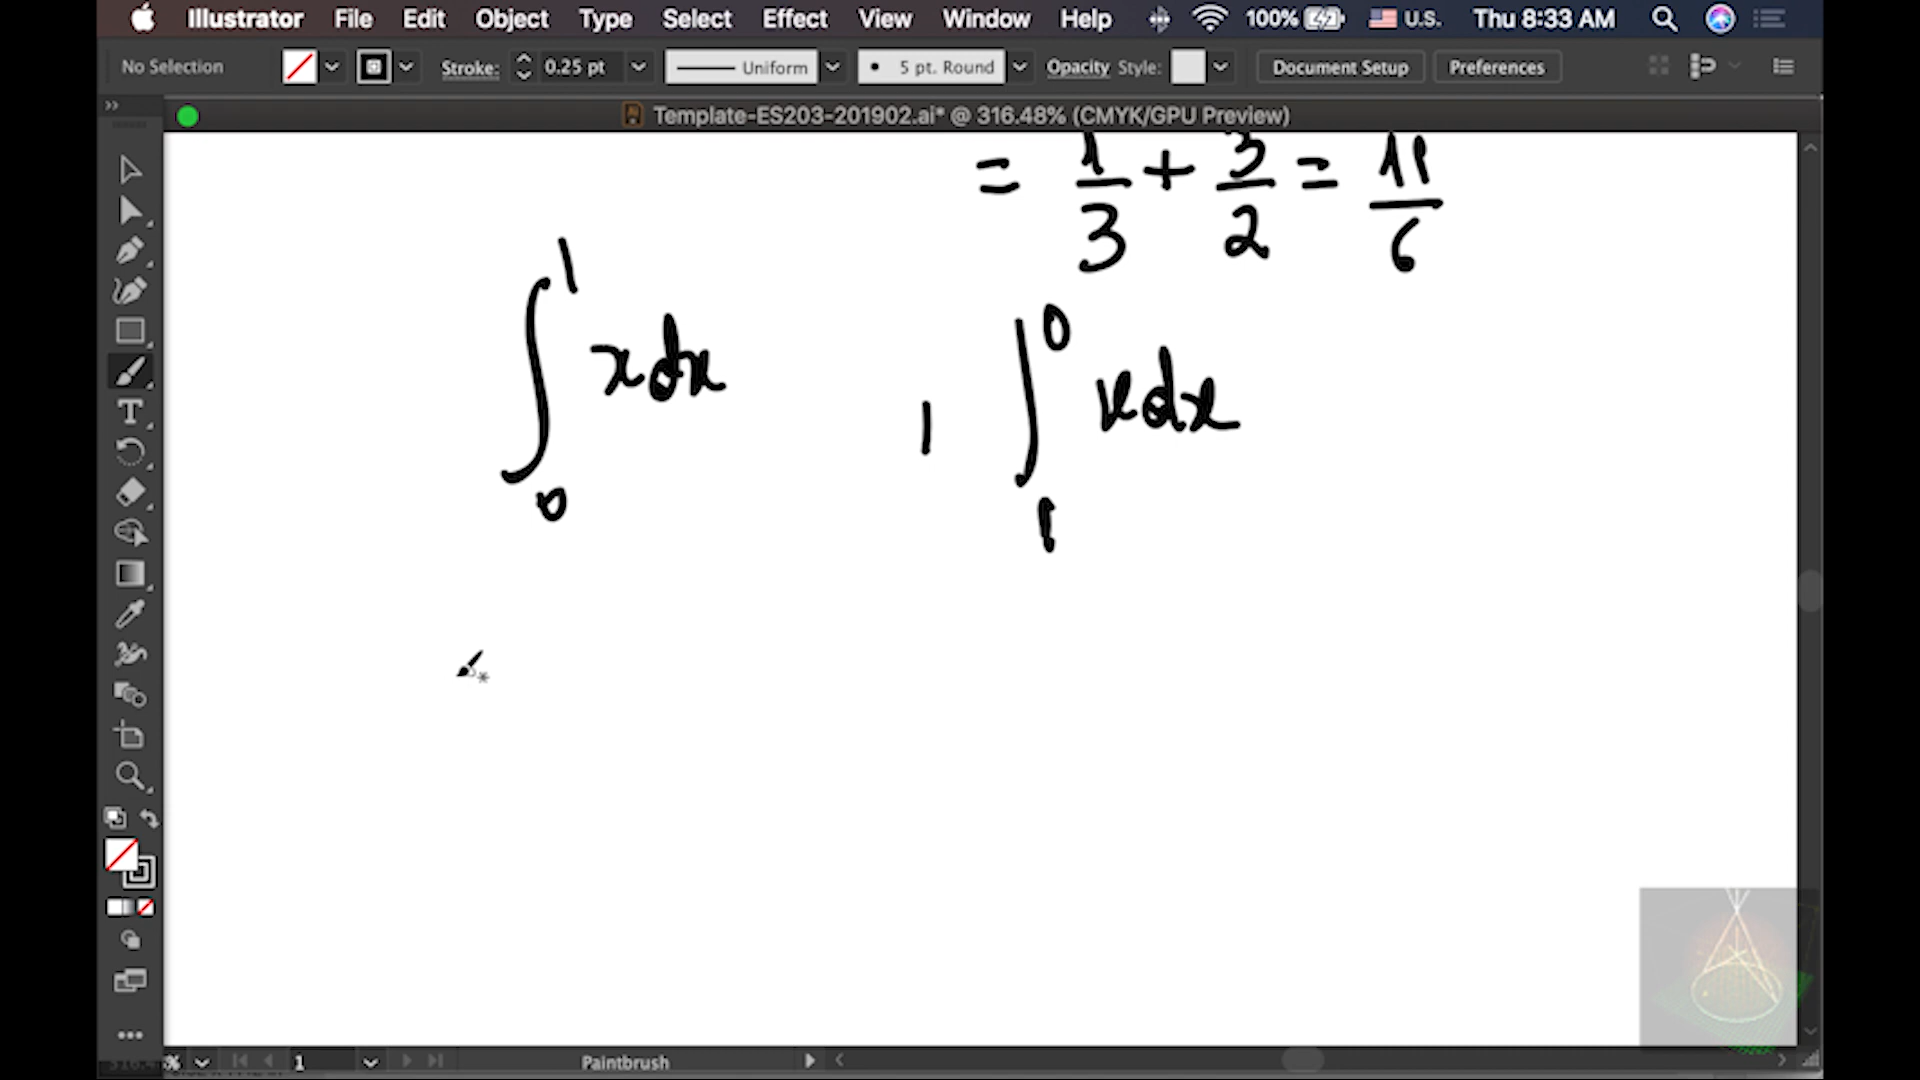 Illustrator File Edit Object Type Select Effect View Window Help 100% U.S. Thu 8:33 AM
No Selection Stroke: 0.25 pt Uniform 5 pt. Round Opacity Style: Document Setup Preferences
Template-ES203-201902.ai* @ 316.48% (CMYK/GPU Preview)
= 1/3 + 3/2 = 11/6
∫₀¹ x dx 1 ∫₁⁰ x dx
1 Paintbrush